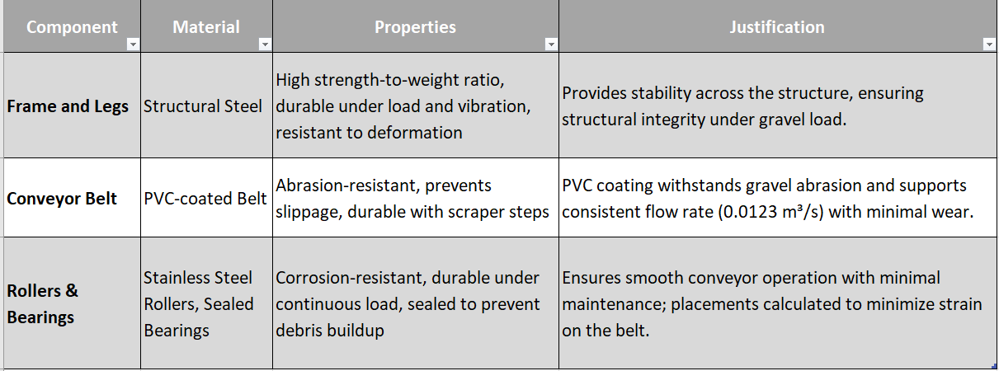 Component Material Properties Justification
Frame and Legs
Structural Steel
High strength-to-weight ratio,
durable under load and vibration,
resistant to deformation
Provides stability across the structure, ensuring
structural integrity under gravel load.
Conveyor Belt
PVC-coated Belt
Abrasion-resistant, prevents
slippage, durable with scraper steps
PVC coating withstands gravel abrasion and supports
consistent flow rate (0.0123 m³/s) with minimal wear.
Rollers &
Bearings
Stainless Steel
Rollers, Sealed
Bearings
Corrosion-resistant, durable under
continuous load, sealed to prevent
debris buildup
Ensures smooth conveyor operation with minimal
maintenance; placements calculated to minimize strain
on the belt.